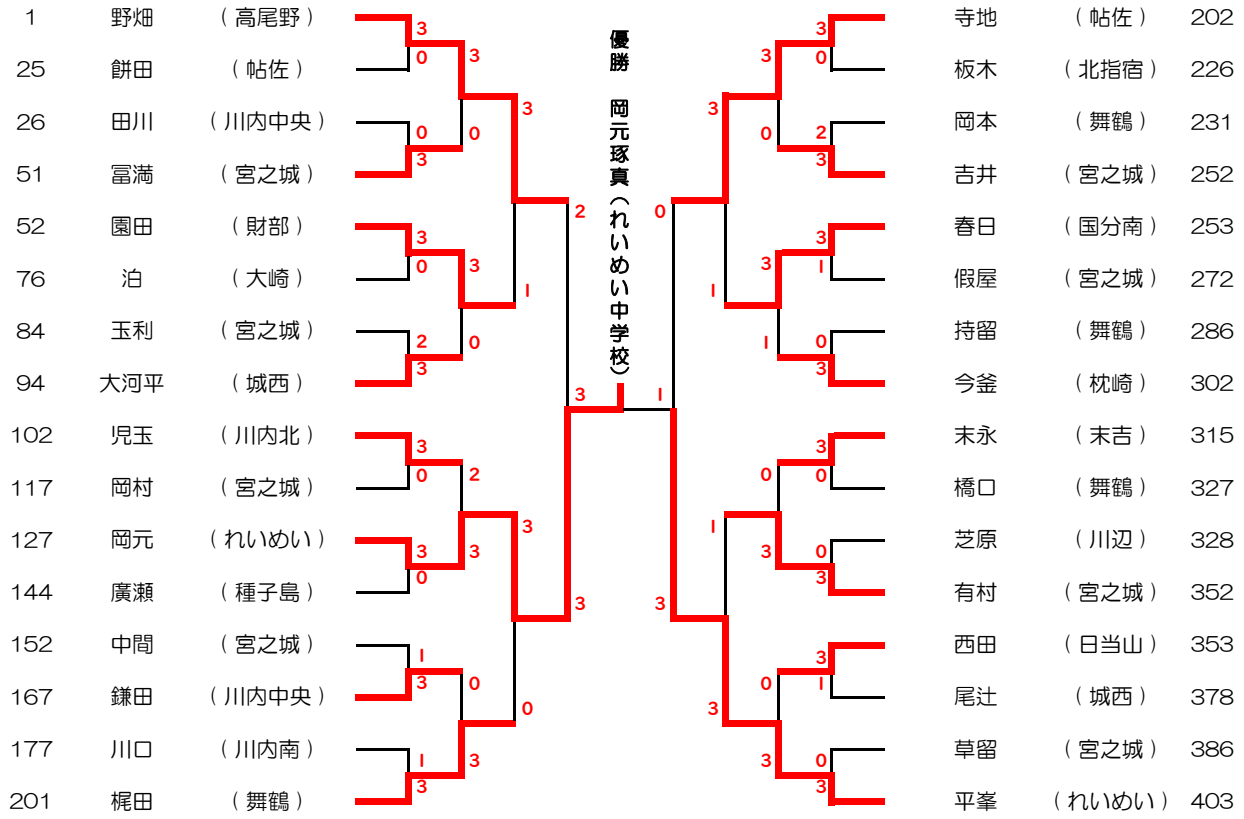 1 野畑 (高尾野)
25 餅田 (帖佐)
26 田川 (川内中央)
51 冨満 (宮之城)
52 園田 (財部)
76 泊 (大崎)
84 玉利 (宮之城)
94 大河平 (城西)
102 児玉 (川内北)
117 岡村 (宮之城)
127 岡元 (れいめい)
144 廣瀬 (種子島)
152 中間 (宮之城)
167 鎌田 (川内中央)
177 川口 (川内南)
201 梶田 (舞鶴)
3
0
0
3
3
0
2
3
3
0
3
0
1
3
1
3
3
0
3
0
2
3
0
3
3
1
3
0
2
3
3
優勝 岡元琢真(れいめい中学校)
1
0
3
3
1
1
3
3
0
3
1
0
3
0
3
3
0
2
3
3
1
0
3
3
0
0
3
3
1
0
3
寺地 (帖佐) 202
板木 (北指宿) 226
岡本 (舞鶴) 231
吉井 (宮之城) 252
春日 (国分南) 253
假屋 (宮之城) 272
持留 (舞鶴) 286
今釜 (枕崎) 302
末永 (末吉) 315
橋口 (舞鶴) 327
芝原 (川辺) 328
有村 (宮之城) 352
西田 (日当山) 353
尾辻 (城西) 378
草留 (宮之城) 386
平峯 (れいめい) 403